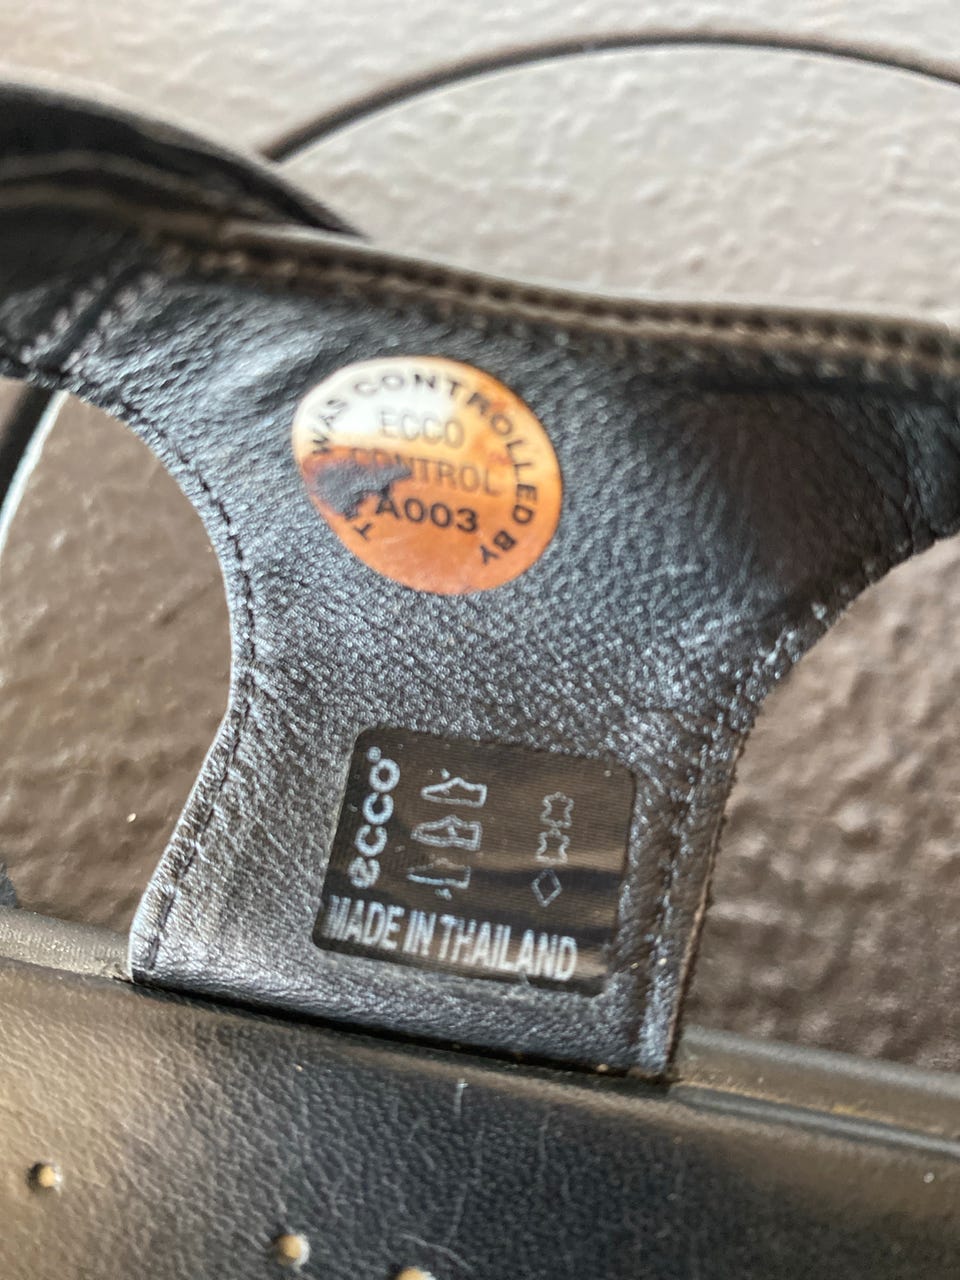 WAS CONTROLLED BY
ECCO
CONTROL
A003
ecco
MADE IN THAILAND